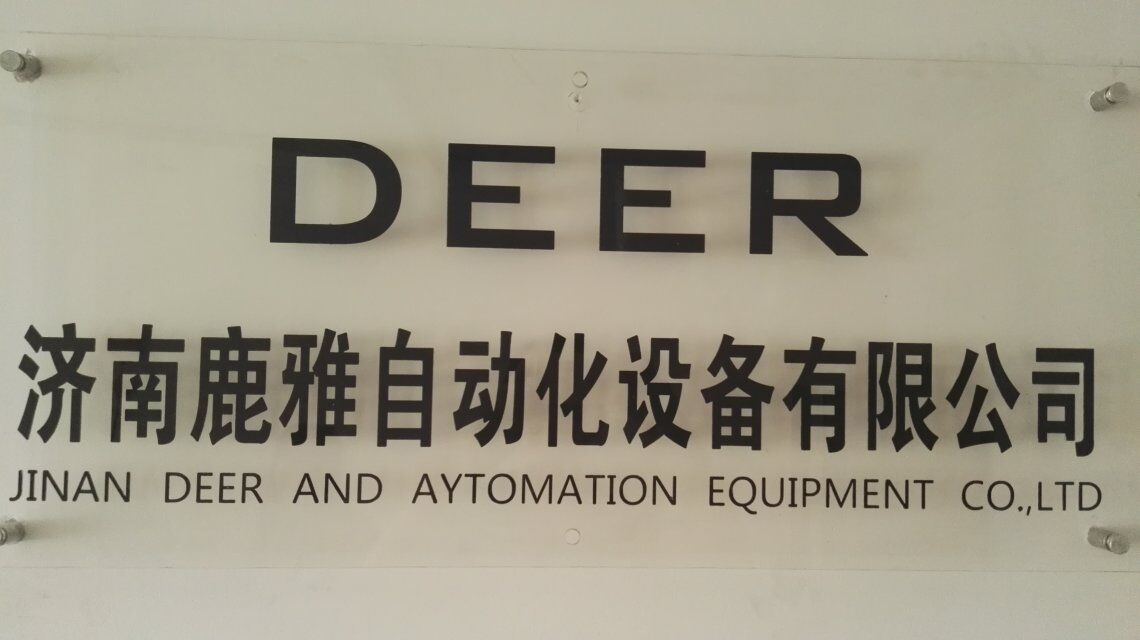 DEER
济南鹿雅自动化设备有限公司
JINAN DEER AND AYTOMATION EQUIPMENT CO.,LTD